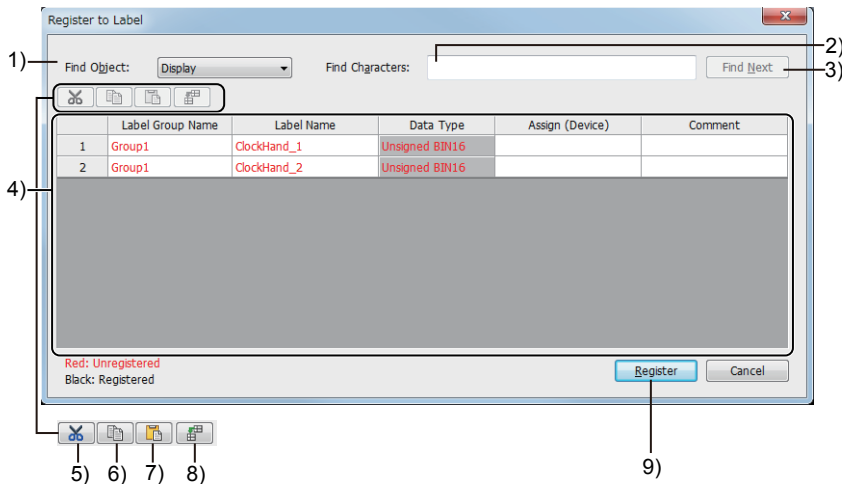 Register to Label
1)
Find Object:
Display
Find Characters:
2)
Find Next
3)
Label Group Name Label Name Data Type Assign (Device) Comment
1 Group1 ClockHand_1 Unsigned BIN16
2 Group1 ClockHand_2 Unsigned BIN16
4)
Red: Unregistered
Black: Registered
Register
Cancel
5) 6) 7) 8)
9)